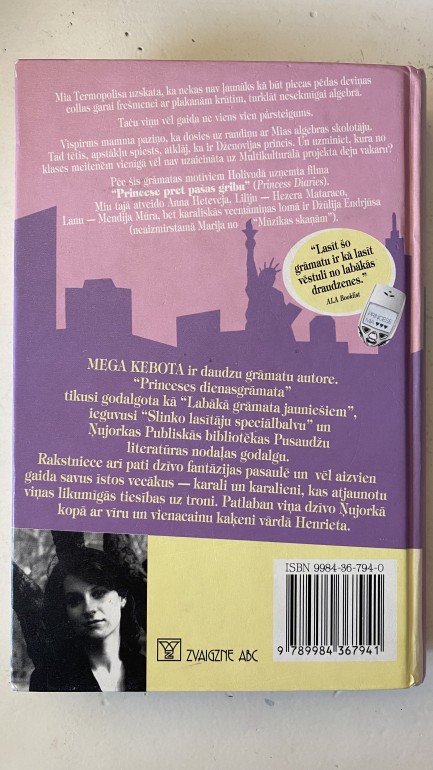 Mia Termopolisa uzskata, ka nekas nav ļaunāks kā būt piecas pēdas deviņas
collas garai frešmenei ar plakanām krūtīm, turklāt nesekmīgai algebrā.
Taču viņu vēl gaida ne viens vien pārsteigums.
Vispirms mamma paziņo, ka dosies uz randiņu ar Mias algebras skolotāju.
Tad tētis, apstākļu spiests, atklāj, ka ir Dženovijas princis. Un uzminiet, kura no
klases meitenēm vienīgā vēl nav uzaicināta uz Multikulturālā projekta deju vakaru?
Pēc šīs grāmatas motīviem Holivudā uzņemta filma
"Princese pret pašas gribu" (Princess Diaries).
Miu tajā atveido Anna Heteveja, Liliju — Hezera Mataraco,
Lanu — Mendija Mūra, bet karaliskās vecmāmiņas lomā ir Džūlija Endrjūsa
(neaizmirstamā Marija no "Mūzikas skaņām").
"Lasīt šo
grāmatu ir kā lasīt
vēstuli no labākās
draudzenes."
ALA Booklist
PRINCESE
MIA ♥♥♥
MEGA KEBOTA ir daudzu grāmatu autore.
"Princeses dienasgrāmata"
tikusi godalgota kā "Labākā grāmata jauniešiem",
ieguvusi "Slinko lasītāju speciālbalvu" un
Ņujorkas Publiskās bibliotēkas Pusaudžu
literatūras nodaļas godalgu.
Rakstniece arī pati dzīvo fantāzijas pasaulē un vēl aizvien
gaida savus īstos vecākus — karali un karalieni, kas atjaunotu
viņas likumīgās tiesības uz troni. Patlaban viņa dzīvo Ņujorkā
kopā ar vīru un vienacainu kaķeni vārdā Henrieta.
ISBN 9984-36-794-0
ZVAIGZNE ABC
9 789984 367941